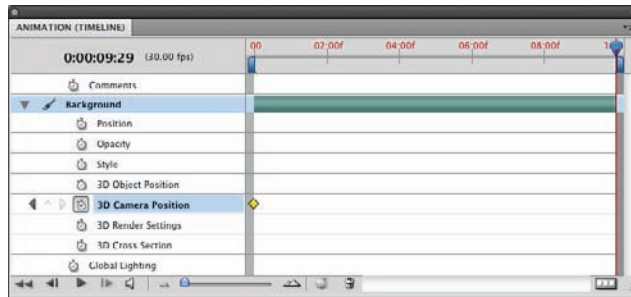 ANIMATION (TIMELINE)
0:00:09:29 (30.00 fps)
00 02:00f 04:00f 06:00f 08:00f
Comments
Background
Position
Opacity
Style
3D Object Position
3D Camera Position
3D Render Settings
3D Cross Section
Global Lighting